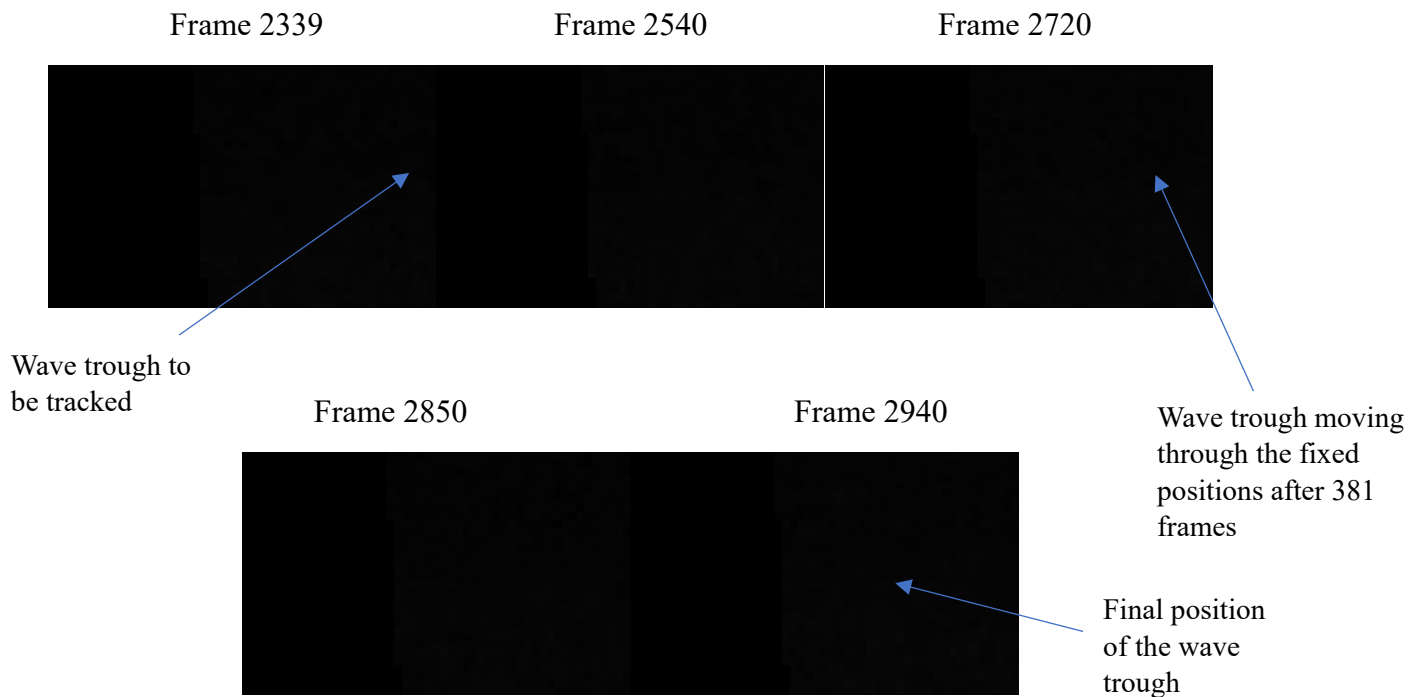 Frame 2339
Frame 2540
Frame 2720
Wave trough to
be tracked
Wave trough moving
through the fixed
positions after 381
frames
Frame 2850
Frame 2940
Final position
of the wave
trough